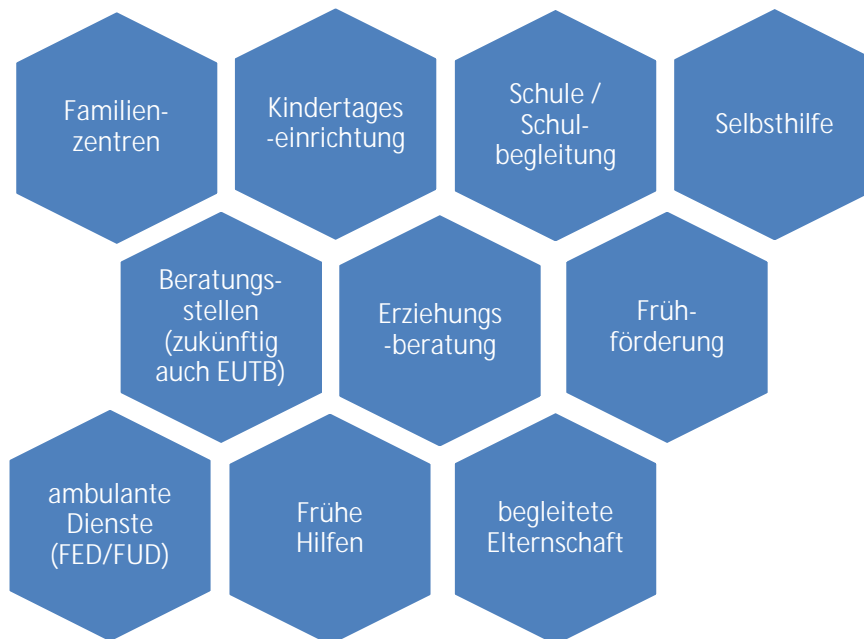 Familien-
zentren
Kindertages
-einrichtung
Schule /
Schul-
begleitung
Selbsthilfe
Beratungs-
stellen
(zukünftig
auch EUTB)
Erziehungs
-beratung
Früh-
förderung
ambulante
Dienste
(FED/FUD)
Frühe
Hilfen
begleitete
Elternschaft